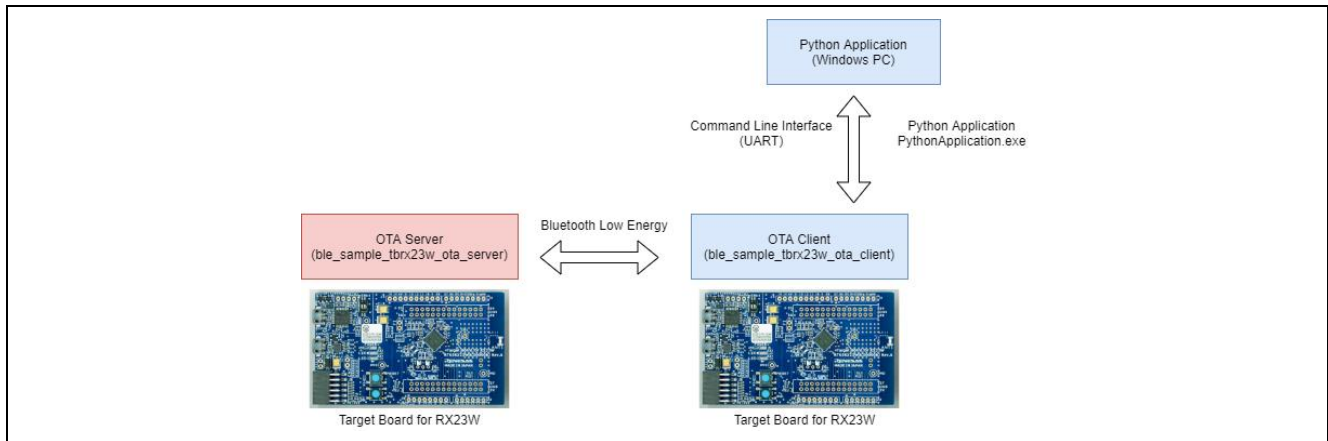 Python Application
(Windows PC)
Command Line Interface
(UART)
Python Application
PythonApplication.exe
OTA Server
(ble_sample_tbrx23w_ota_server)
Bluetooth Low Energy
OTA Client
(ble_sample_tbrx23w_ota_client)
Target Board for RX23W
Target Board for RX23W